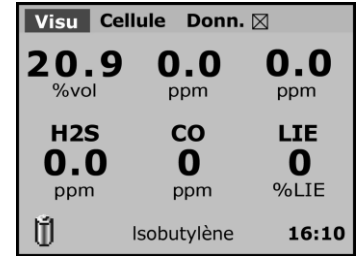 Visu Cellule Donn.
20.9 0.0 0.0
%vol ppm ppm
H2S CO LIE
0.0 0 0
ppm ppm %LIE
Isobutylène 16:10